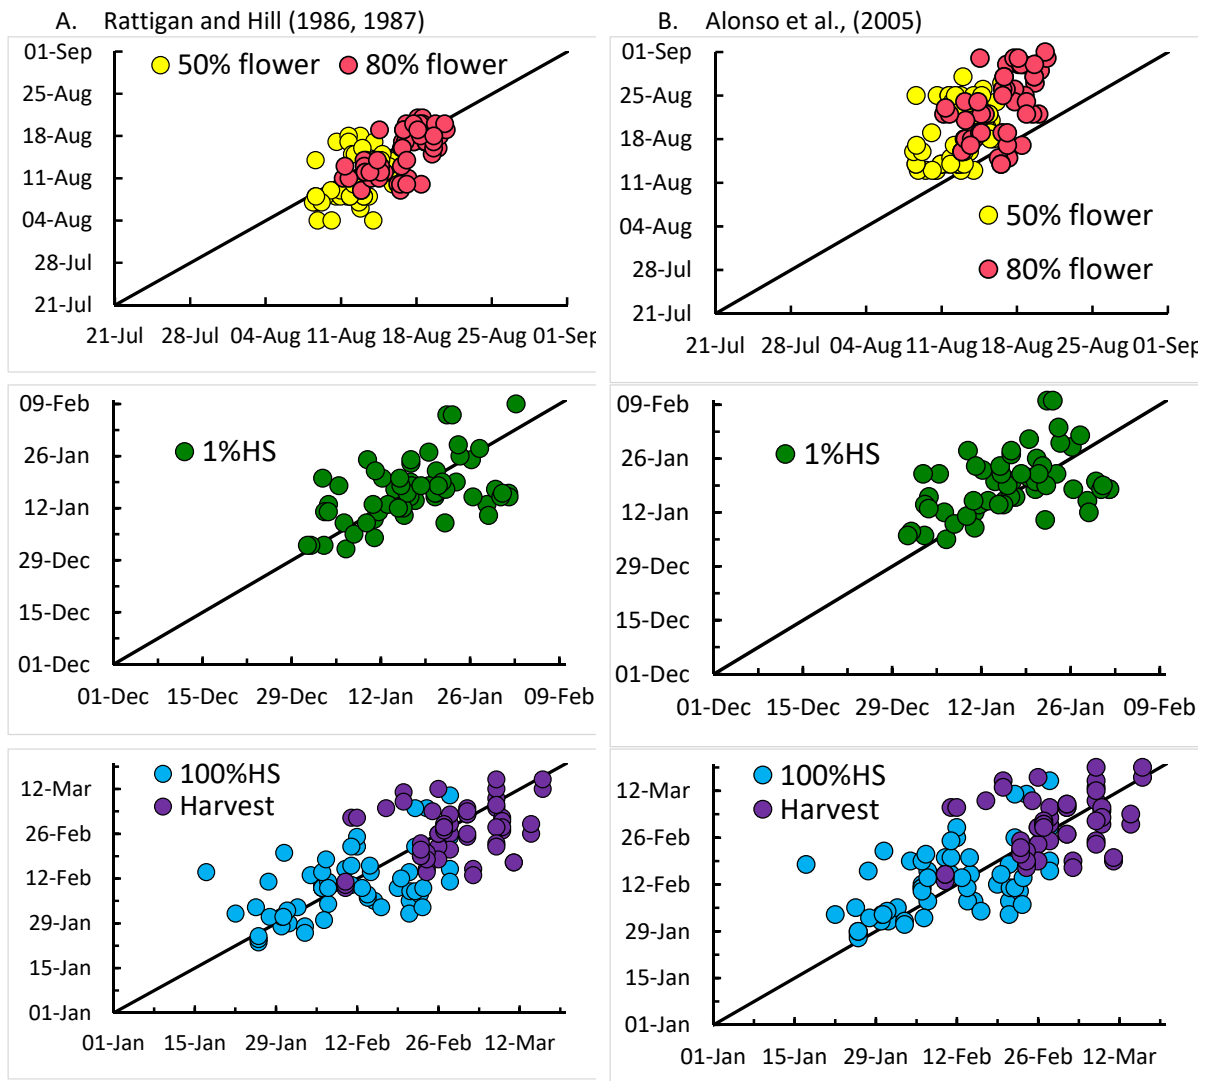 A. Rattigan and Hill (1986, 1987)
01-Sep
25-Aug
18-Aug
11-Aug
04-Aug
28-Jul
21-Jul
50% flower 80% flower
21-Jul 28-Jul 04-Aug 11-Aug 18-Aug 25-Aug 01-Sep
B. Alonso et al., (2005)
01-Sep
25-Aug
18-Aug
11-Aug
04-Aug
28-Jul
21-Jul
50% flower
80% flower
21-Jul 28-Jul 04-Aug 11-Aug 18-Aug 25-Aug 01-Sep
09-Feb
26-Jan
12-Jan
29-Dec
15-Dec
01-Dec
1%HS
01-Dec 15-Dec 29-Dec 12-Jan 26-Jan 09-Feb
09-Feb
26-Jan
12-Jan
29-Dec
15-Dec
01-Dec
1%HS
01-Dec 15-Dec 29-Dec 12-Jan 26-Jan 09-Feb
12-Mar
26-Feb
12-Feb
29-Jan
15-Jan
01-Jan
100%HS
Harvest
01-Jan 15-Jan 29-Jan 12-Feb 26-Feb 12-Mar
12-Mar
26-Feb
12-Feb
29-Jan
15-Jan
01-Jan
100%HS
Harvest
01-Jan 15-Jan 29-Jan 12-Feb 26-Feb 12-Mar